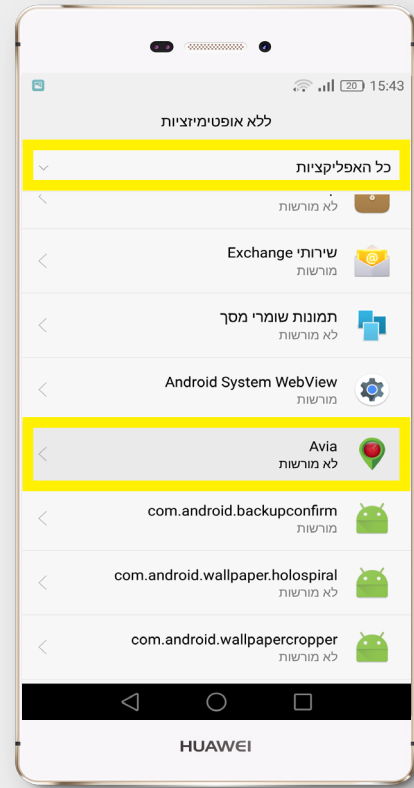 20 15:43
ללא אופטימיזציות
כל האפליקציות
לא מורשות
שירותי Exchange
מורשות
תמונות שומרי מסך
לא מורשות
Android System WebView
מורשות
Avia
לא מורשות
com.android.backupconfirm
מורשות
com.android.wallpaper.holospiral
לא מורשות
com.android.wallpapercropper
לא מורשות
HUAWEI